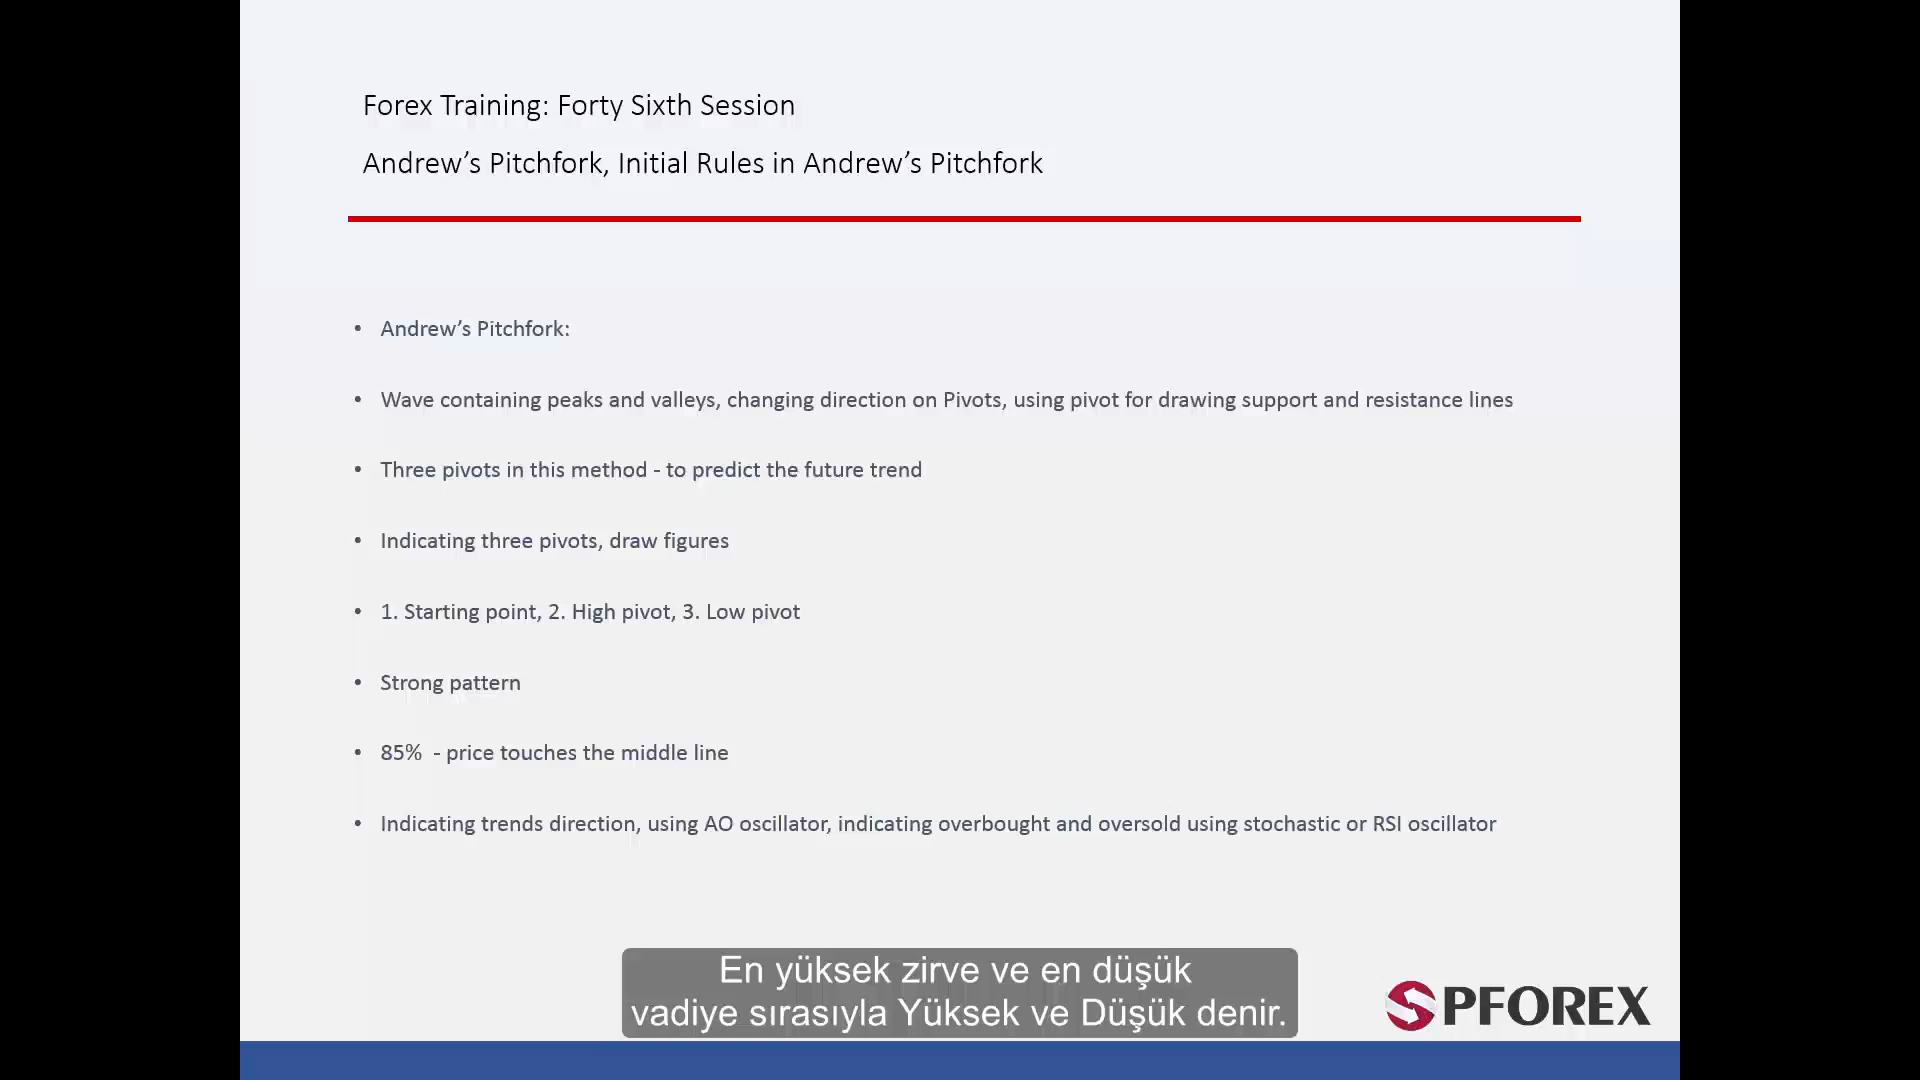 Forex Training: Forty Sixth Session
Andrew’s Pitchfork, Initial Rules in Andrew’s Pitchfork
• Andrew’s Pitchfork:
• Wave containing peaks and valleys, changing direction on Pivots, using pivot for drawing support and resistance lines
• Three pivots in this method - to predict the future trend
• Indicating three pivots, draw figures
• 1. Starting point, 2. High pivot, 3. Low pivot
• Strong pattern
• 85%  - price touches the middle line
• Indicating trends direction, using AO oscillator, indicating overbought and oversold using stochastic or RSI oscillator
En yüksek zirve ve en düşük
vadiye sırasıyla Yüksek ve Düşük denir.
PFOREX